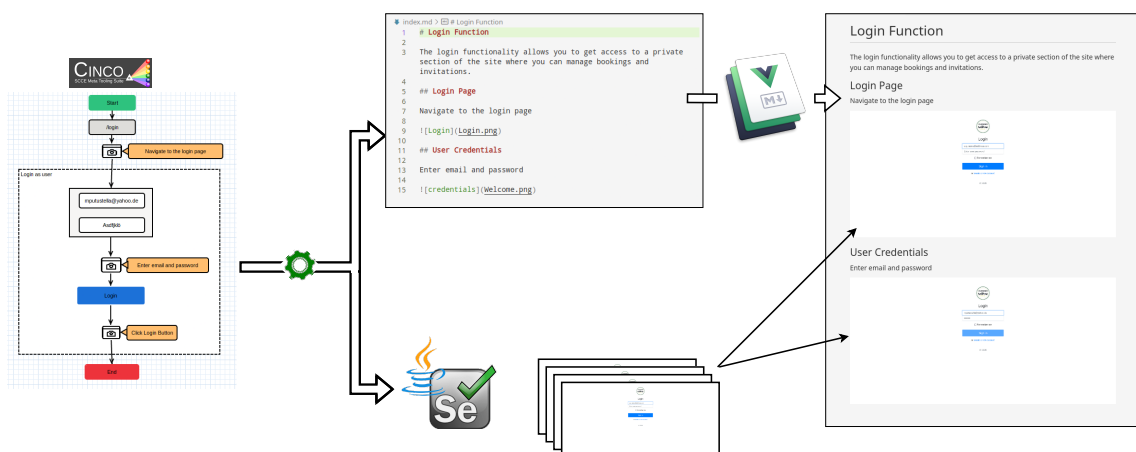 CINCO
SCCE Meta Tooling Suite
Start
/login
Navigate to the login page
Login as user
mputuslella@yahoo.de
Asdfjklö
Enter email and password
Login
Click Login Button
End
index.md > # Login Function
1 # Login Function
2
3 The login functionality allows you to get access to a private
section of the site where you can manage bookings and
invitations.
4
5 ## Login Page
6
7 Navigate to the login page
8
9 ![Login](Login.png)
10
11 ## User Credentials
12
13 Enter email and password
14
15 ![credentials](Welcome.png)
M↓
Se
Login Function
The login functionality allows you to get access to a private section of the site where
you can manage bookings and invitations.
Login Page
Navigate to the login page
Login
User Credentials
Enter email and password
Login